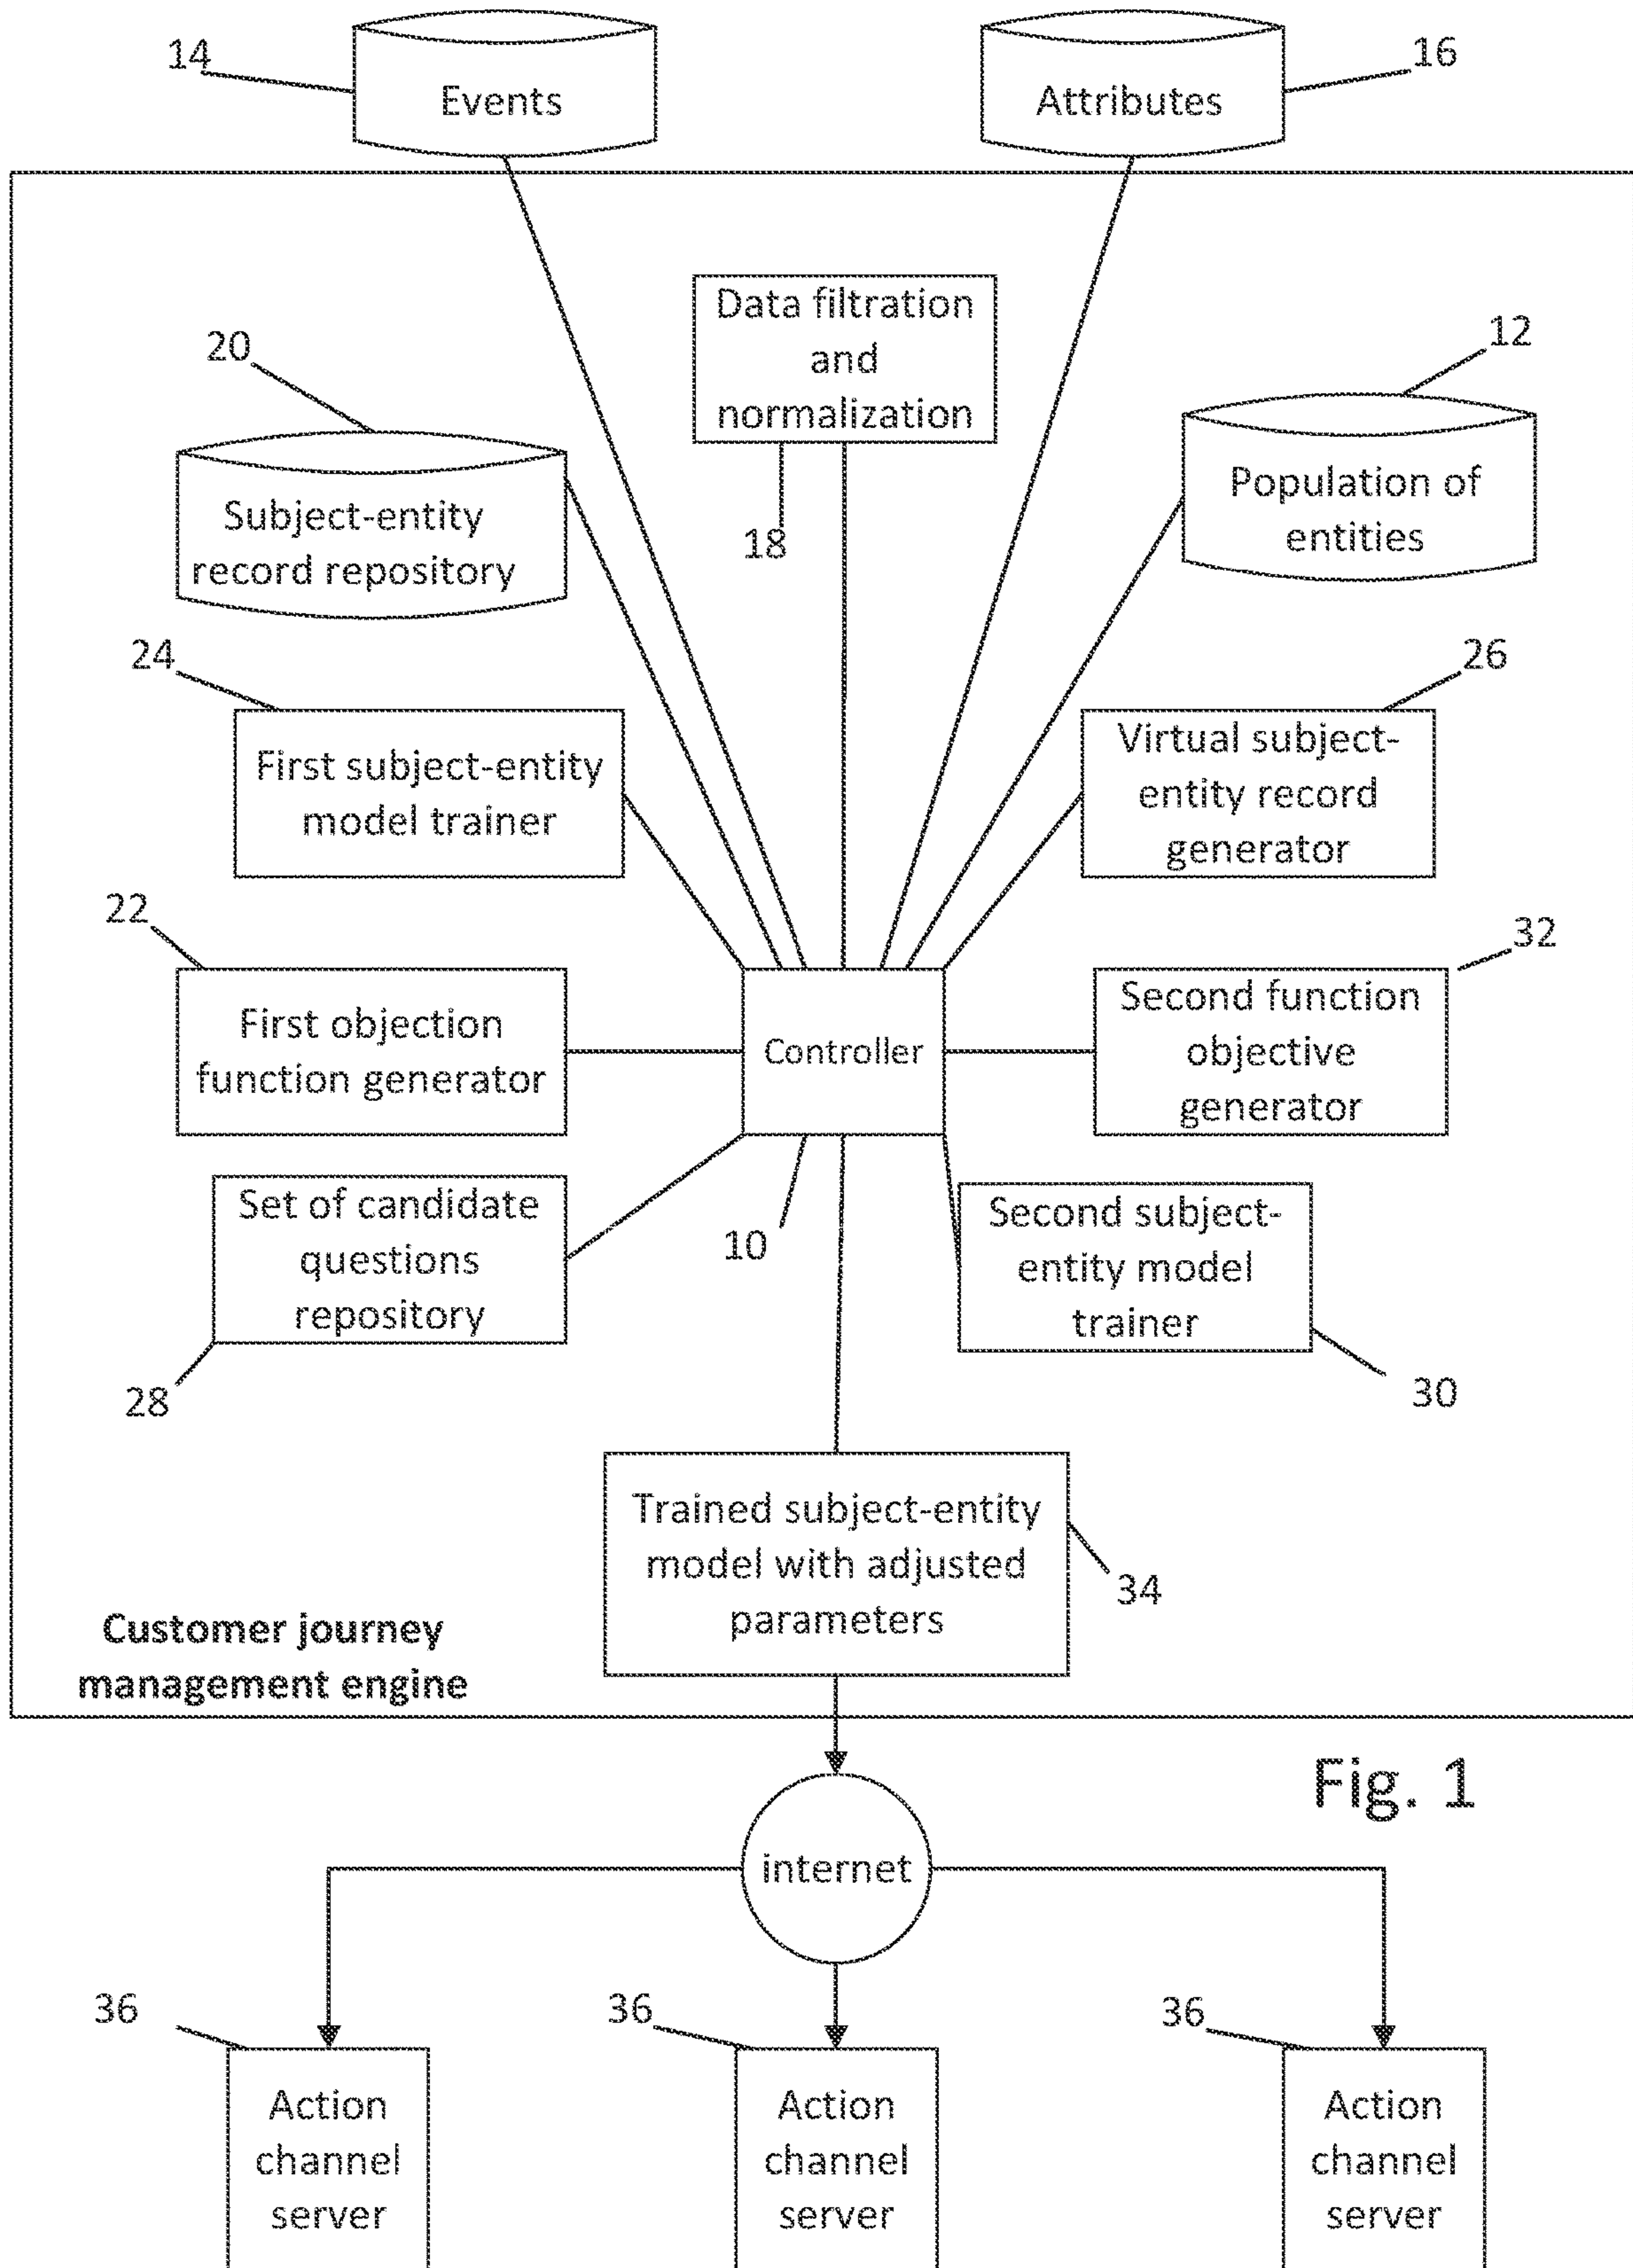 14
Events
Attributes
16
Data filtration
and
normalization
18
20
Subject-entity
record repository
12
Population of
entities
24
First subject-entity
model trainer
26
Virtual subject-
entity record
generator
22
First objection
function generator
Controller
10
32
Second function
objective
generator
Set of candidate
questions
repository
28
Second subject-
entity model
trainer
30
Trained subject-entity
model with adjusted
parameters
34
Customer journey
management engine
Fig. 1
internet
36
Action
channel
server
36
Action
channel
server
36
Action
channel
server